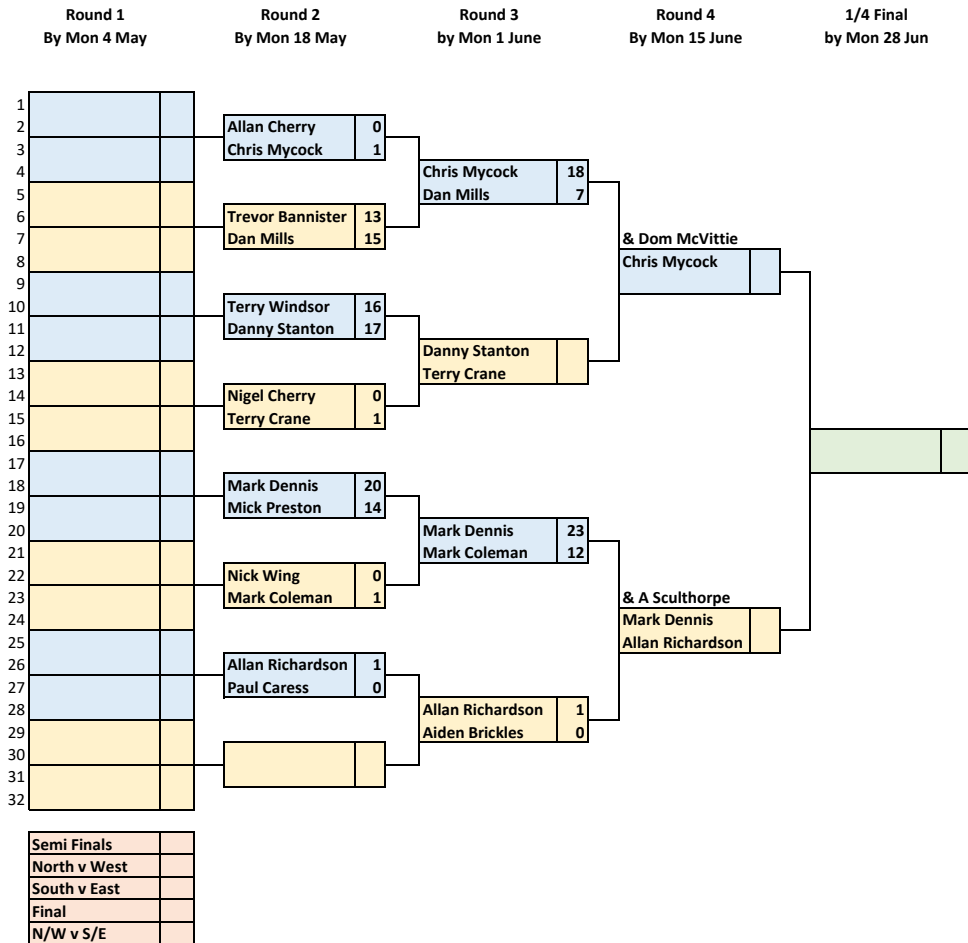 Round 1 Round 2 Round 3 Round 4 1/4 Final
By Mon 4 May By Mon 18 May by Mon 1 June By Mon 15 June by Mon 28 Jun
1
2 Allan Cherry 0
3 Chris Mycock 1
4 Chris Mycock 18
5 Dan Mills 7
6 Trevor Bannister 13
7 Dan Mills 15 & Dom McVittie
8 Chris Mycock
9
10 Terry Windsor 16
11 Danny Stanton 17
12 Danny Stanton
13 Terry Crane
14 Nigel Cherry 0
15 Terry Crane 1
16
17
18 Mark Dennis 20
19 Mick Preston 14
20 Mark Dennis 23
21 Mark Coleman 12
22 Nick Wing 0
23 Mark Coleman 1 & A Sculthorpe
24 Mark Dennis
25 Allan Richardson
26 Allan Richardson 1
27 Paul Caress 0
28 Allan Richardson 1
29 Aiden Brickles 0
30
31
32
Semi Finals
North v West
South v East
Final
N/W v S/E